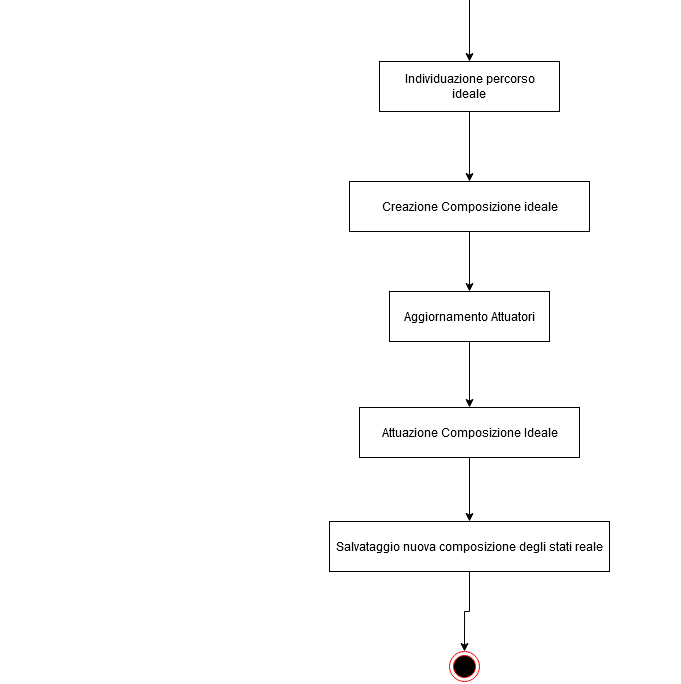 Individuazione percorso
ideale
Creazione Composizione ideale
Aggiornamento Attuatori
Attuazione Composizione Ideale
Salvataggio nuova composizione degli stati reale